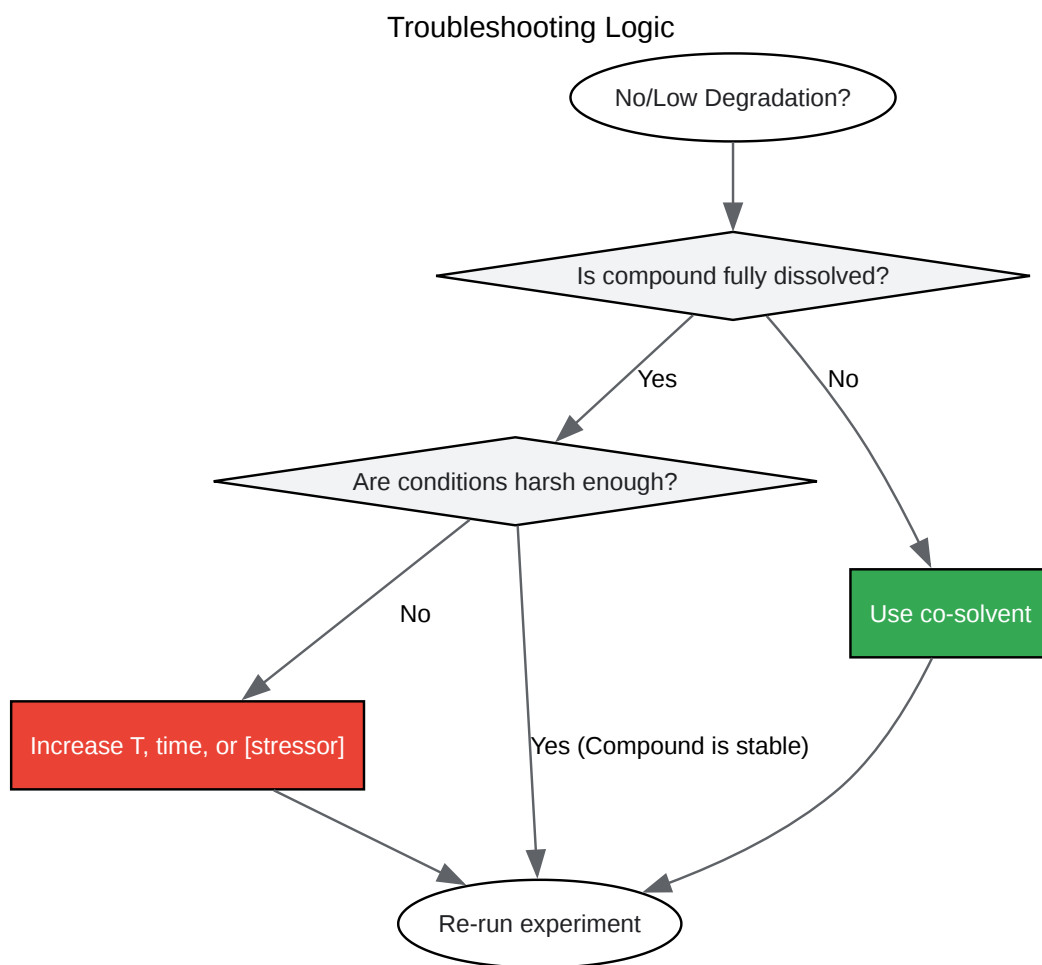 Troubleshooting Logic
No/Low Degradation?
Is compound fully dissolved?
Yes
No
Are conditions harsh enough?
No
Use co-solvent
Increase T, time, or [stressor]
Yes (Compound is stable)
Re-run experiment